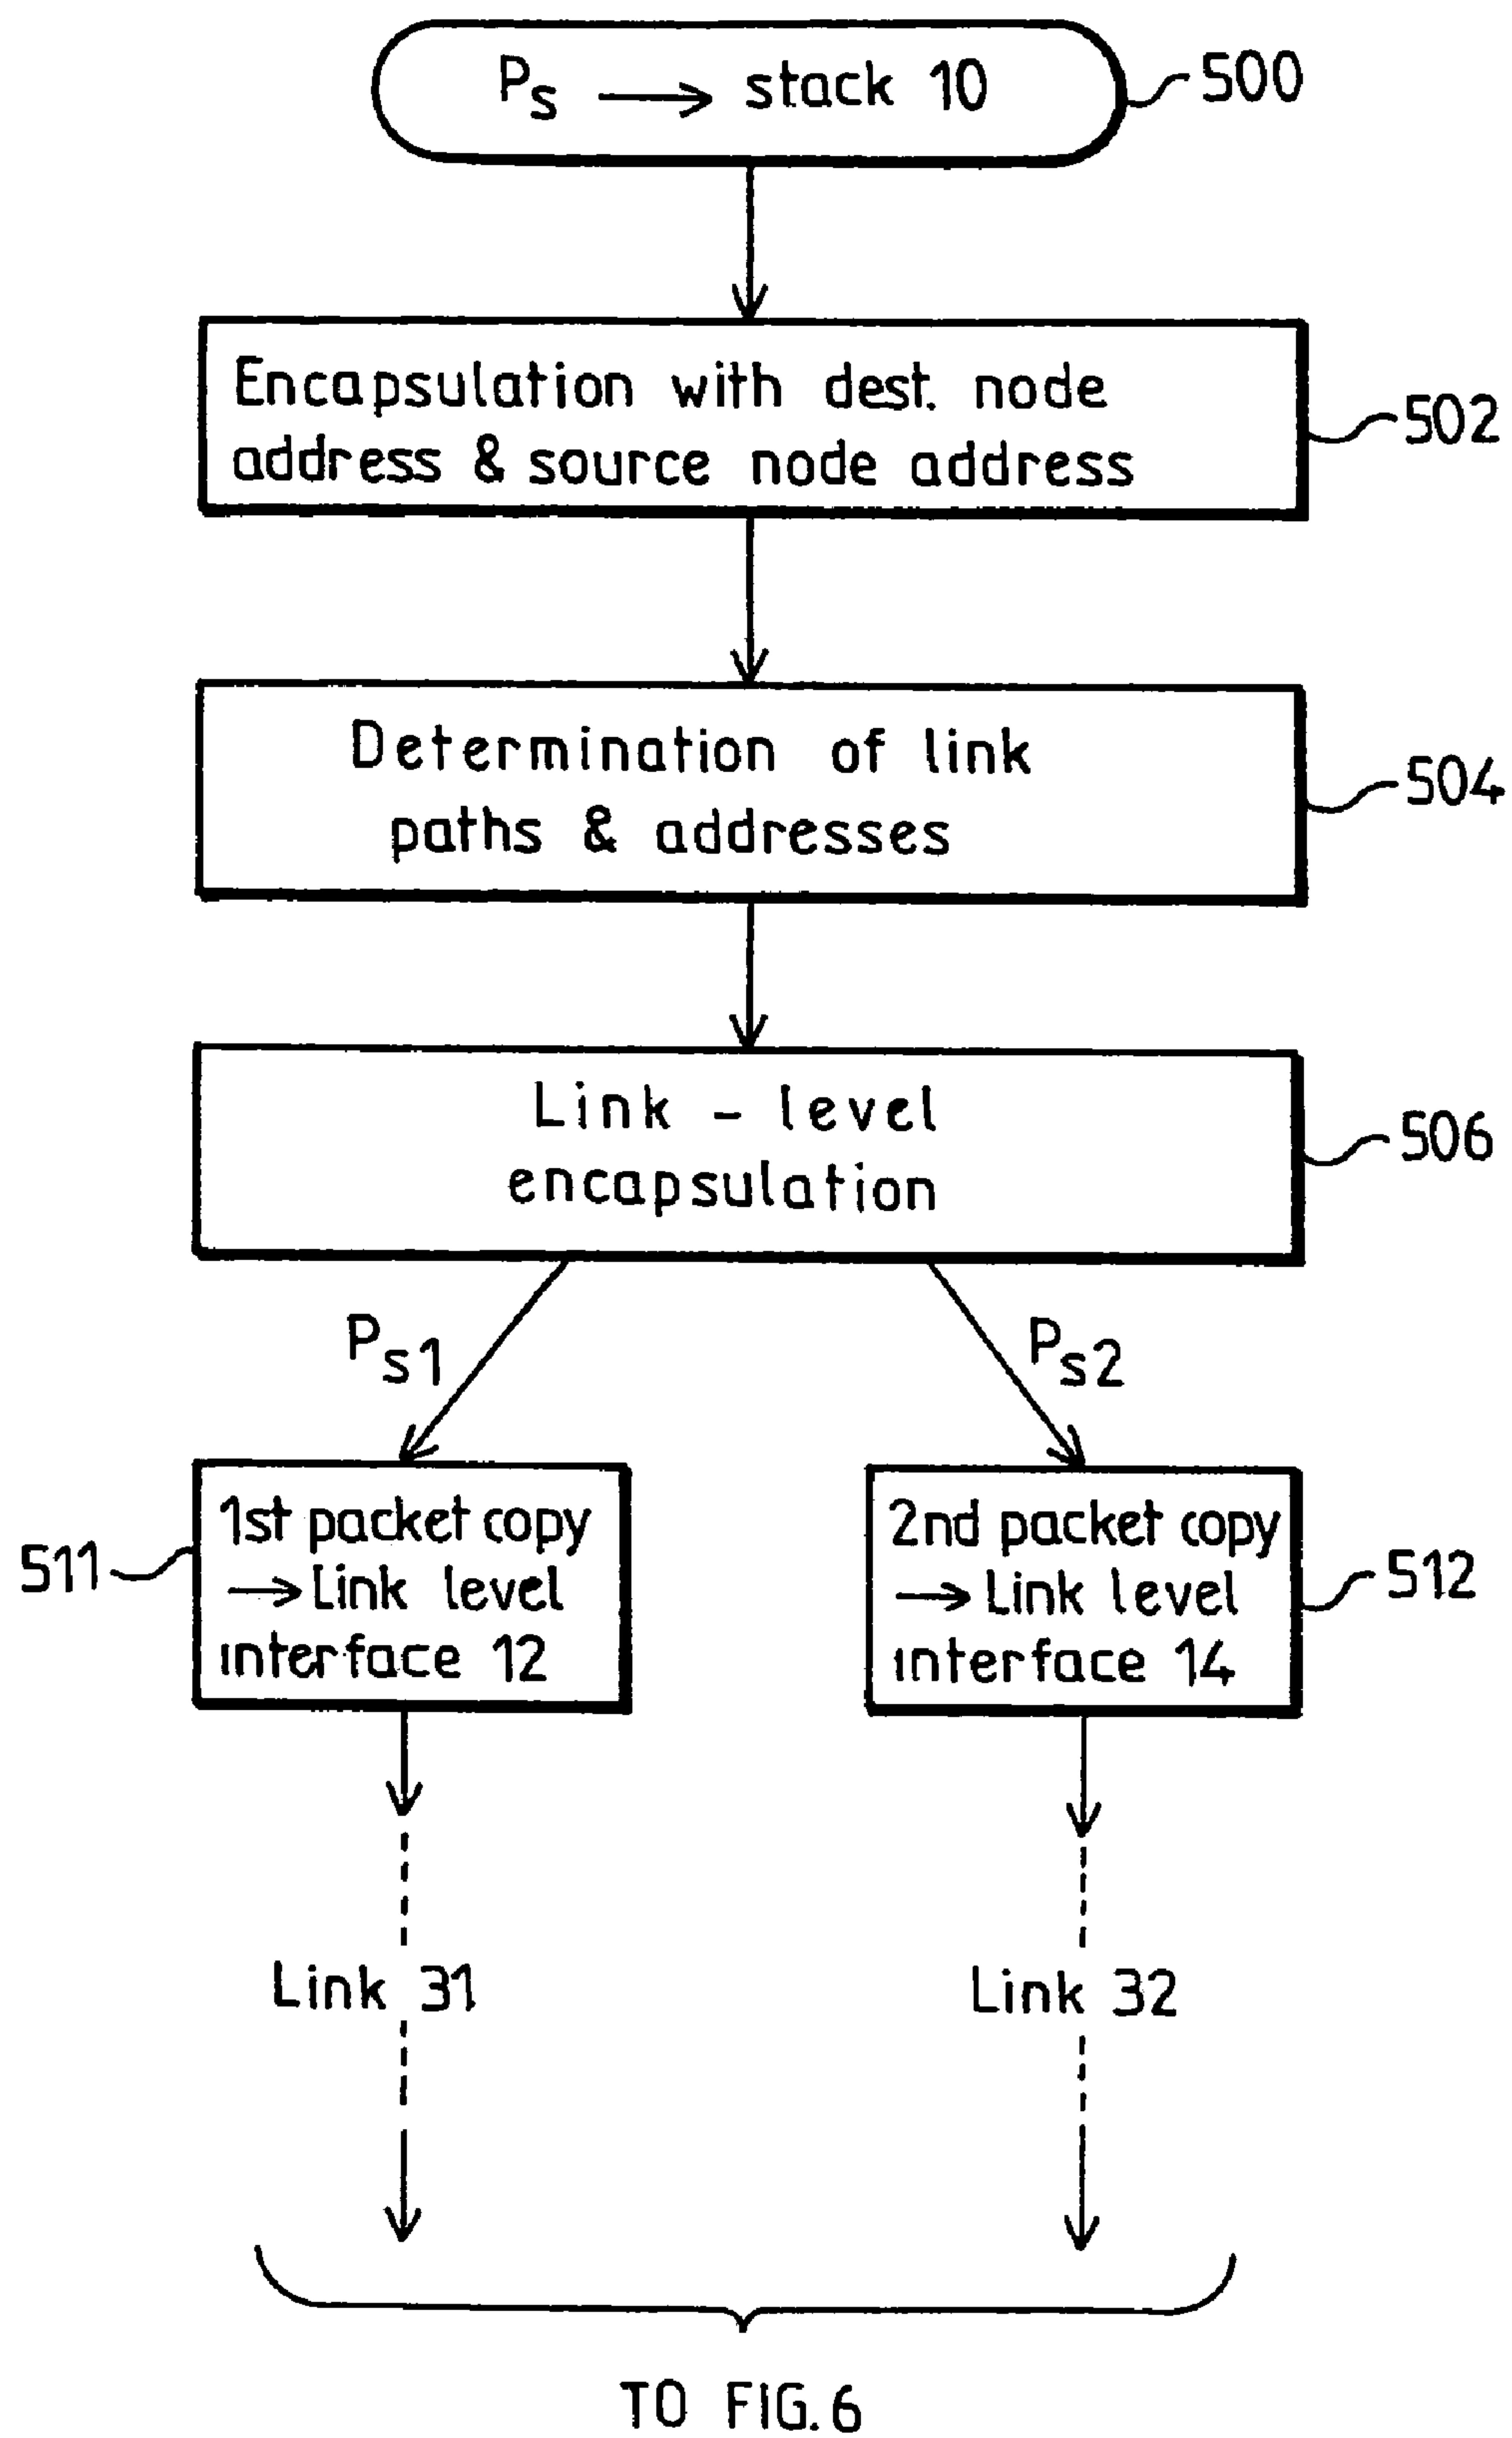 Ps → stack 10
500
Encapsulation with dest. node
address & source node address
502
Determination of link
paths & addresses
504
Link - level
encapsulation
506
Ps1
Ps2
511
1st packet copy
→ Link level
interface 12
2nd packet copy
→ Link level
interface 14
512
Link 31
Link 32
TO FIG.6